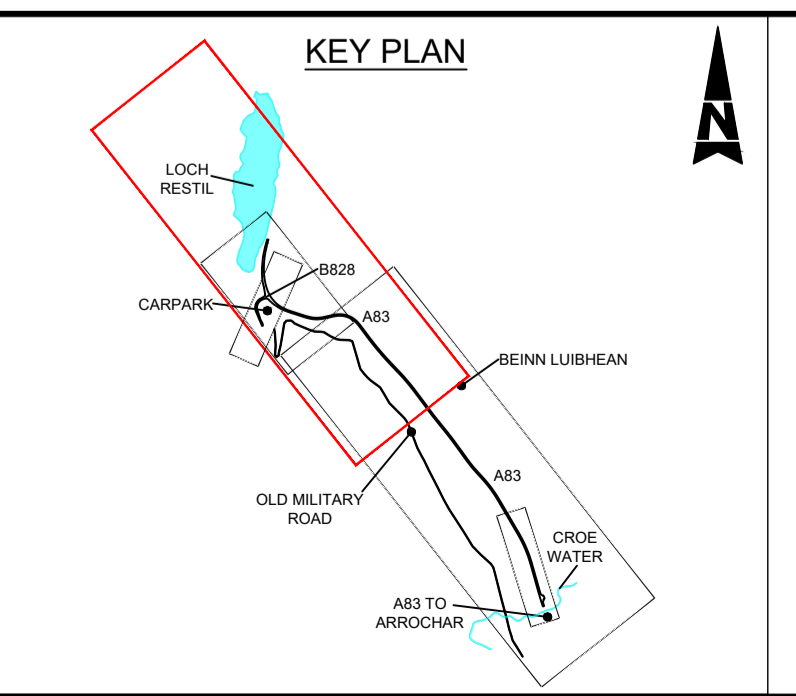 KEY PLAN
N
LOCH
RESTIL
B828
CARPARK
A83
BEINN LUIBHEAN
A83
OLD MILITARY
ROAD
CROE
WATER
A83 TO
ARROCHAR